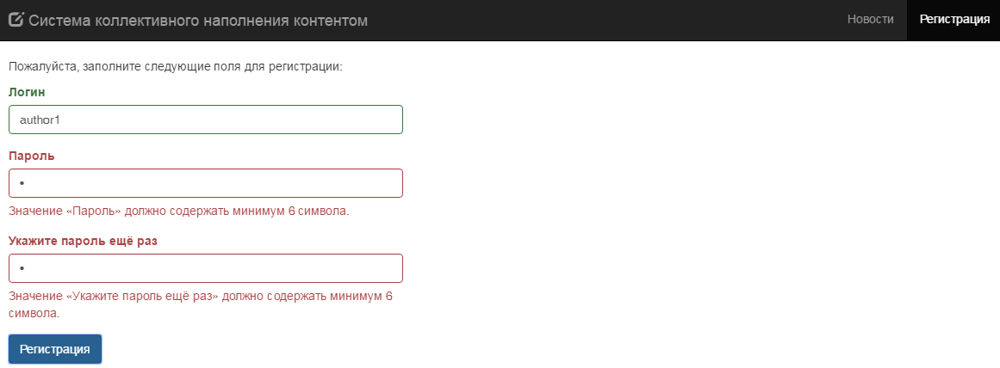 Система коллективного наполнения контентом
Новости
Регистрация
Пожалуйста, заполните следующие поля для регистрации:
Логин
author1
Пароль
•
Значение «Пароль» должно содержать минимум 6 символа.
Укажите пароль ещё раз
•
Значение «Укажите пароль ещё раз» должно содержать минимум 6
символа.
Регистрация